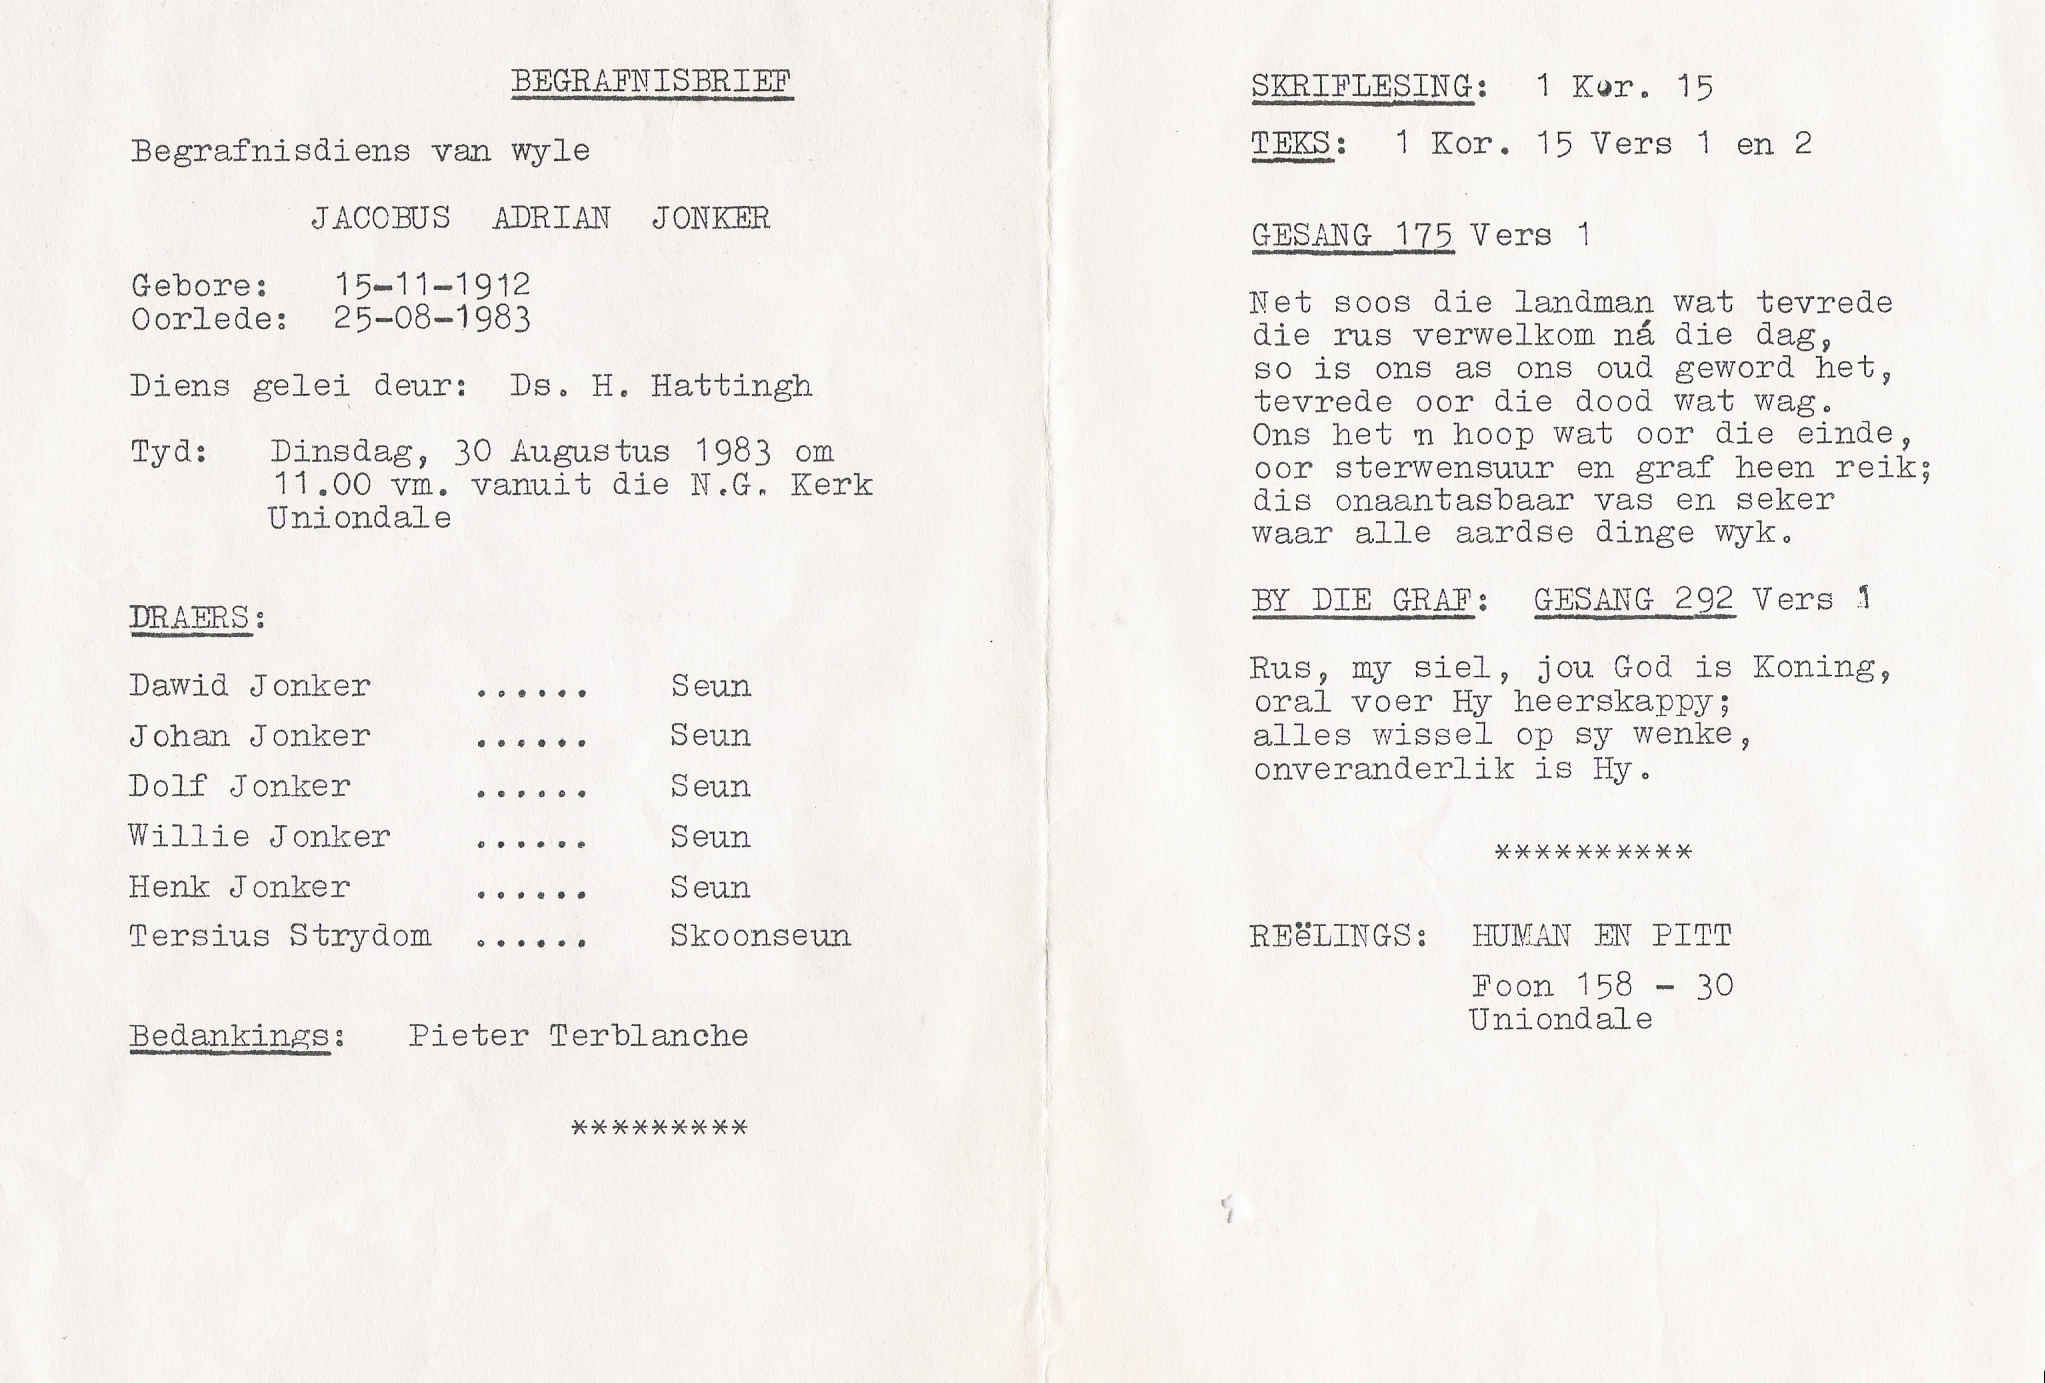 BEGRAFNISBRIEF
Begrafnisdiens van wyle
JACOBUS ADRIAN JONKER
Gebore: 15-11-1912
Oorlede: 25-08-1983
Diens gelei deur: Ds. H. Hattingh
Tyd: Dinsdag, 30 Augustus 1983 om
11.00 vm. vanuit die N.G. Kerk
Uniondale
DRAERS:
Dawid Jonker ...... Seun
Johan Jonker ...... Seun
Dolf Jonker ...... Seun
Willie Jonker ...... Seun
Henk Jonker ...... Seun
Tersius Strydom ...... Skoonseun
Bedankings: Pieter Terblanche
*********
SKRIFLESING: 1 Kor. 15
TEKS: 1 Kor. 15 Vers 1 en 2
GESANG 175 Vers 1
Net soos die landman wat tevrede
die rus verwelkom ná die dag,
so is ons as ons oud geword het,
tevrede oor die dood wat wag.
Ons het 'n hoop wat oor die einde,
oor sterwensuur en graf heen reik;
dis onaantasbaar vas en seker
waar alle aardse dinge wyk.
BY DIE GRAF: GESANG 292 Vers 1
Rus, my siel, jou God is Koning,
oral voer Hy heerskappy;
alles wissel op sy wenke,
onveranderlik is Hy.
**********
REëLINGS: HUMAN EN PITT
Foon 158 - 30
Uniondale